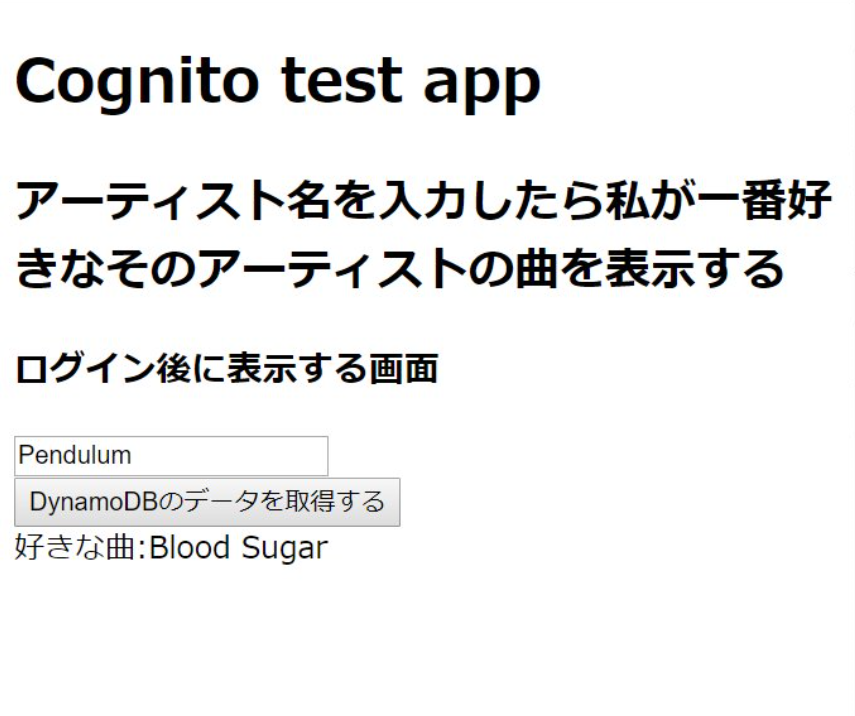 Cognito test app
アーティスト名を入力したら私が一番好
きなそのアーティストの曲を表示する
ログイン後に表示する画面
Pendulum
DynamoDBのデータを取得する
好きな曲:Blood Sugar